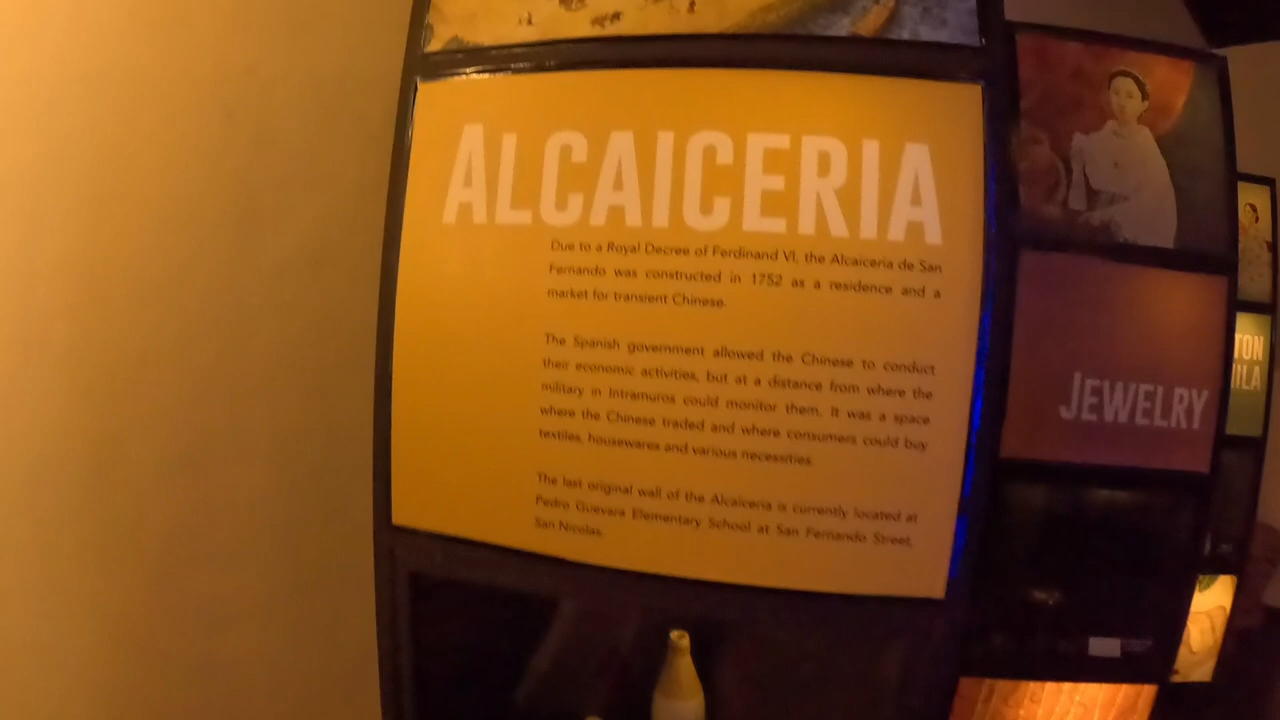 ALCAICERIA
Due to a Royal Decree of Ferdinand VI, the Alcaiceria de San
Fernando was constructed in 1752 as a residence and a
market for transient Chinese.
The Spanish government allowed the Chinese to conduct
their economic activities, but at a distance from where the
military in Intramuros could monitor them. It was a space
where the Chinese traded and where consumers could buy
textiles, housewares and various necessities.
The last original wall of the Alcaiceria is currently located at
Pedro Guevara Elementary School at San Fernando Street,
San Nicolas.
JEWELRY
TON
ILA